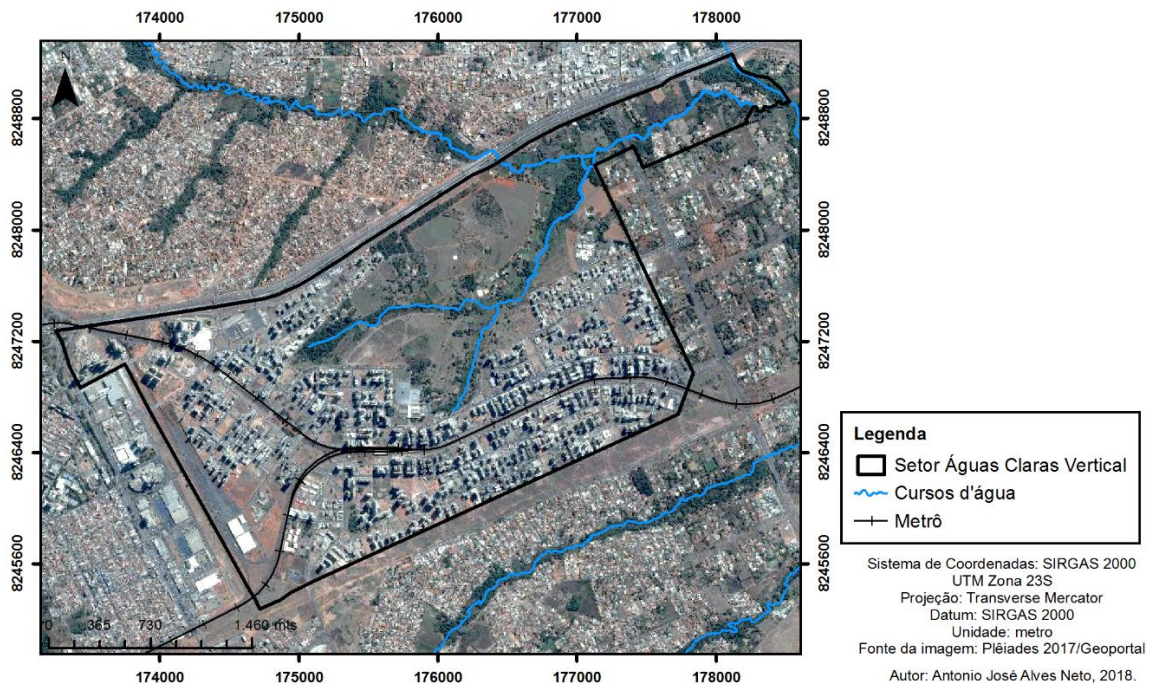 174000 175000 176000 177000 178000
8248800 8248800
8248000 8248000
8247200 8247200
8246400 8246400
8245600 8245600
N
0 365 730 1.460 mts
174000 175000 176000 177000 178000
Legenda
Setor Águas Claras Vertical
Cursos d'água
Metrô
Sistema de Coordenadas: SIRGAS 2000
UTM Zona 23S
Projeção: Transverse Mercator
Datum: SIRGAS 2000
Unidade: metro
Fonte da imagem: Plêiades 2017/Geoportal
Autor: Antonio José Alves Neto, 2018.